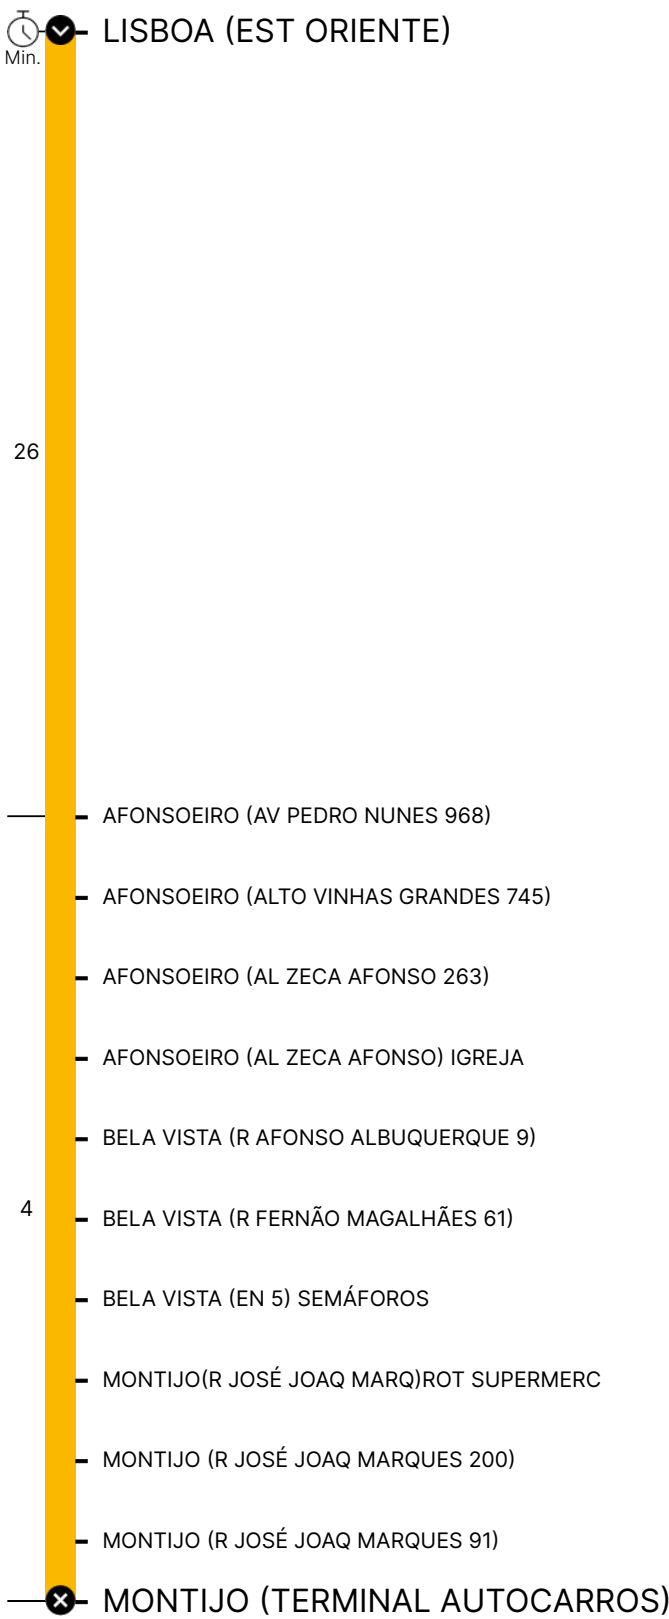 LISBOA (EST ORIENTE)
Min.
26
AFONSOEIRO (AV PEDRO NUNES 968)
AFONSOEIRO (ALTO VINHAS GRANDES 745)
AFONSOEIRO (AL ZECA AFONSO 263)
AFONSOEIRO (AL ZECA AFONSO) IGREJA
BELA VISTA (R AFONSO ALBUQUERQUE 9)
4
BELA VISTA (R FERNÃO MAGALHÃES 61)
BELA VISTA (EN 5) SEMÁFOROS
MONTIJO(R JOSÉ JOAQ MARQ)ROT SUPERMERC
MONTIJO (R JOSÉ JOAQ MARQUES 200)
MONTIJO (R JOSÉ JOAQ MARQUES 91)
MONTIJO (TERMINAL AUTOCARROS)